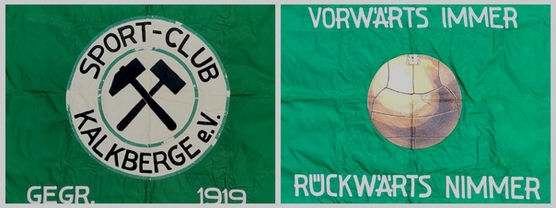 SPORT-CLUB
KALKBERGE e.V.
GEGR. 1919
VORWÄRTS IMMER
RÜCKWÄRTS NIMMER